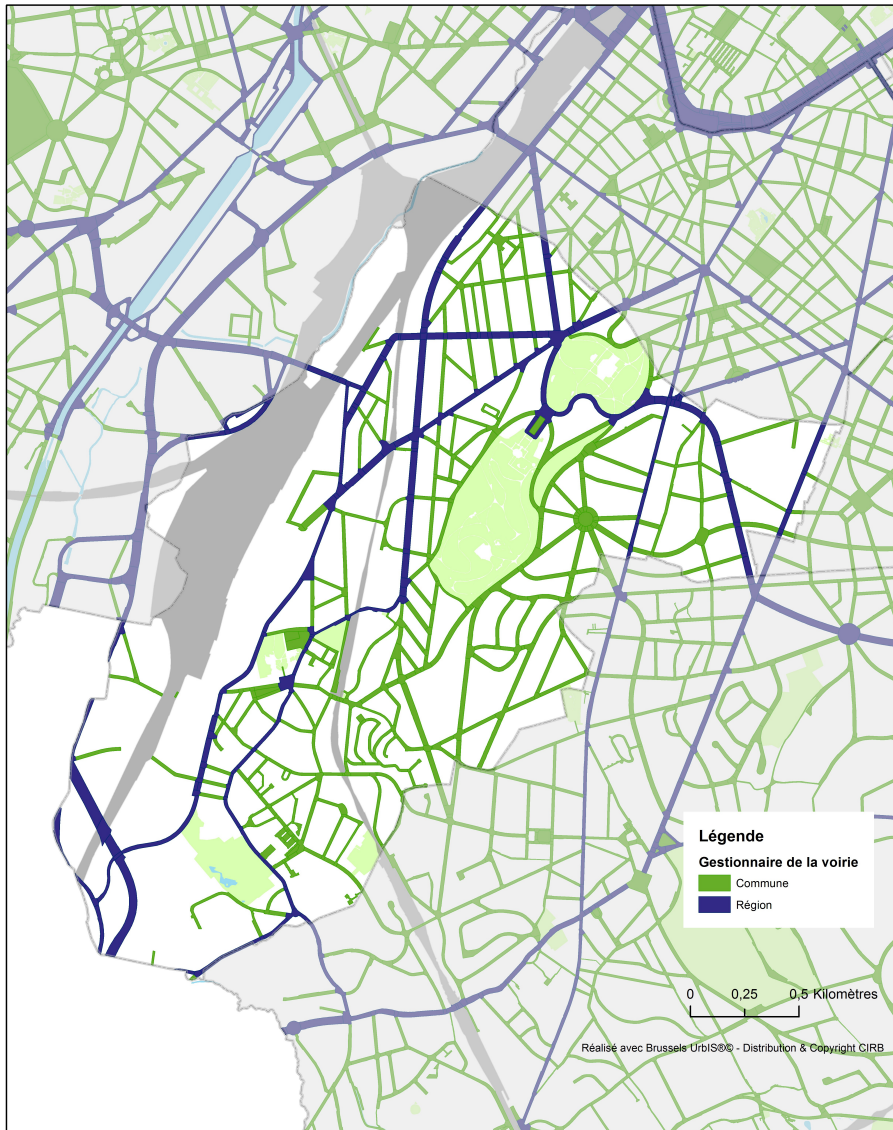 Légende
Gestionnaire de la voirie
Commune
Région
0 0,25 0,5 Kilomètres
Réalisé avec Brussels UrbIS®© - Distribution & Copyright CIRB